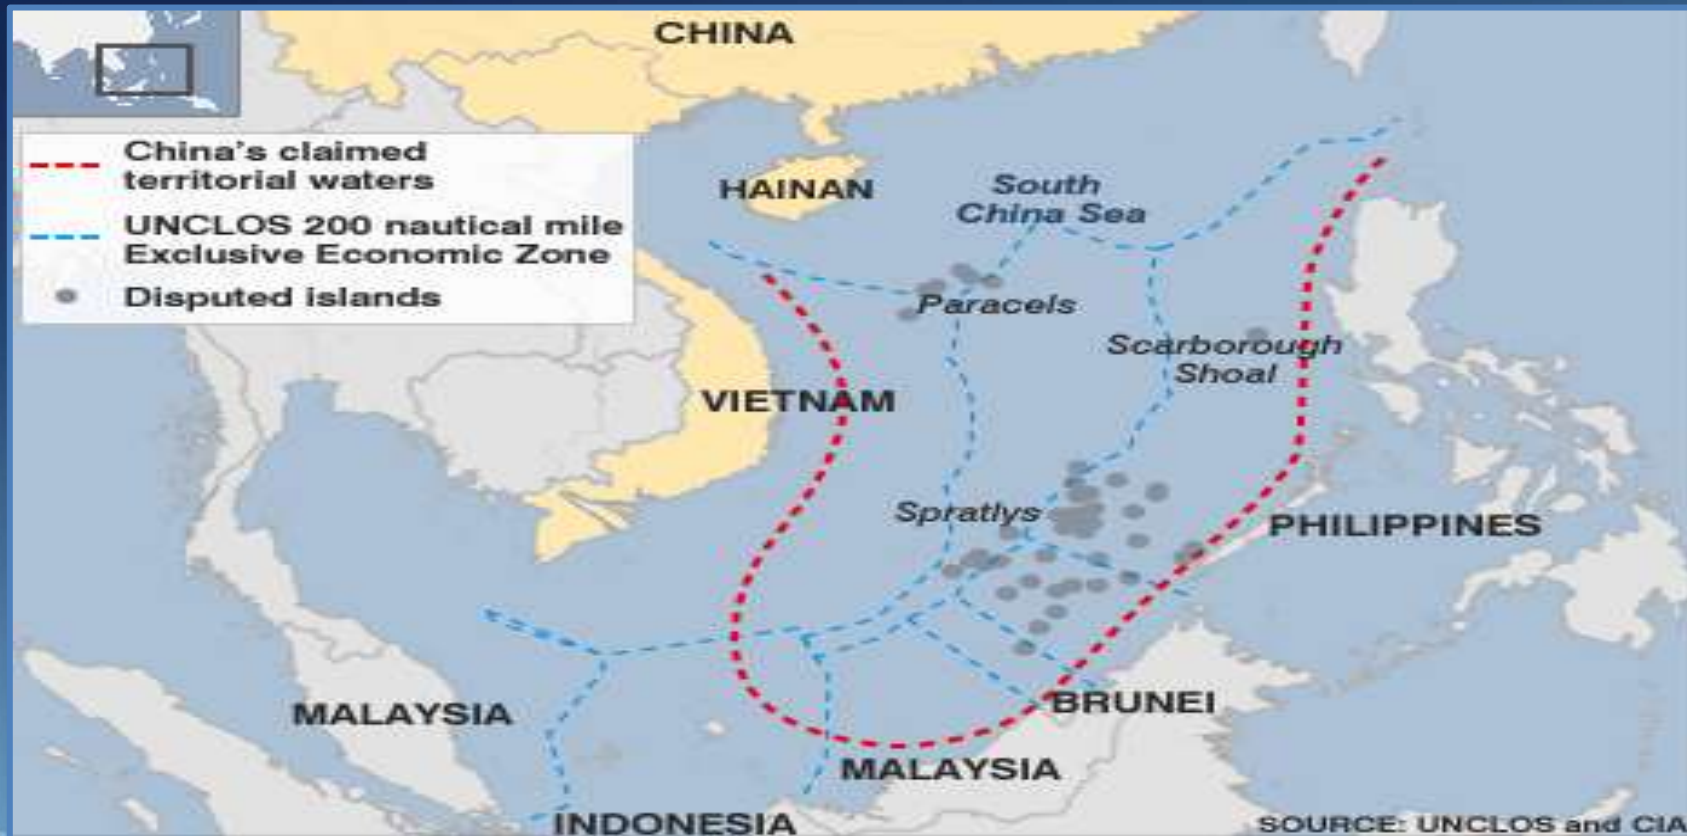 CHINA
China's claimed
territorial waters
UNCLOS 200 nautical mile
Exclusive Economic Zone
Disputed islands
HAINAN
South
China Sea
Paracels
Scarborough
Shoal
VIETNAM
Spratlys
PHILIPPINES
MALAYSIA
BRUNEI
MALAYSIA
INDONESIA
SOURCE: UNCLOS and CIA